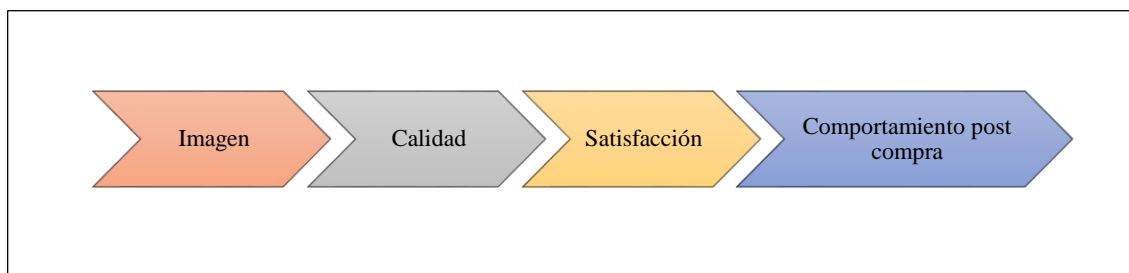 Imagen
Calidad
Satisfacción
Comportamiento post
compra